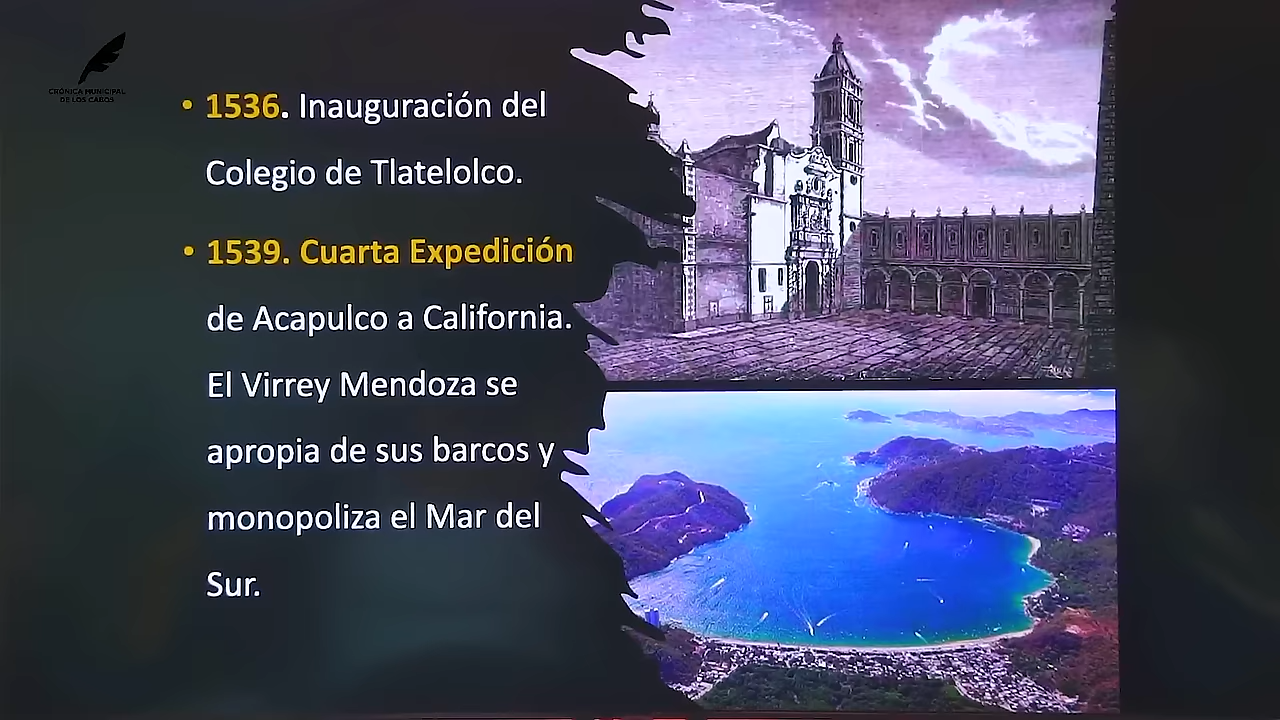 CRÓNICA MUNICIPAL
DE LOS CABOS
• 1536. Inauguración del
Colegio de Tlatelolco.
• 1539. Cuarta Expedición
de Acapulco a California.
El Virrey Mendoza se
apropia de sus barcos y
monopoliza el Mar del
Sur.